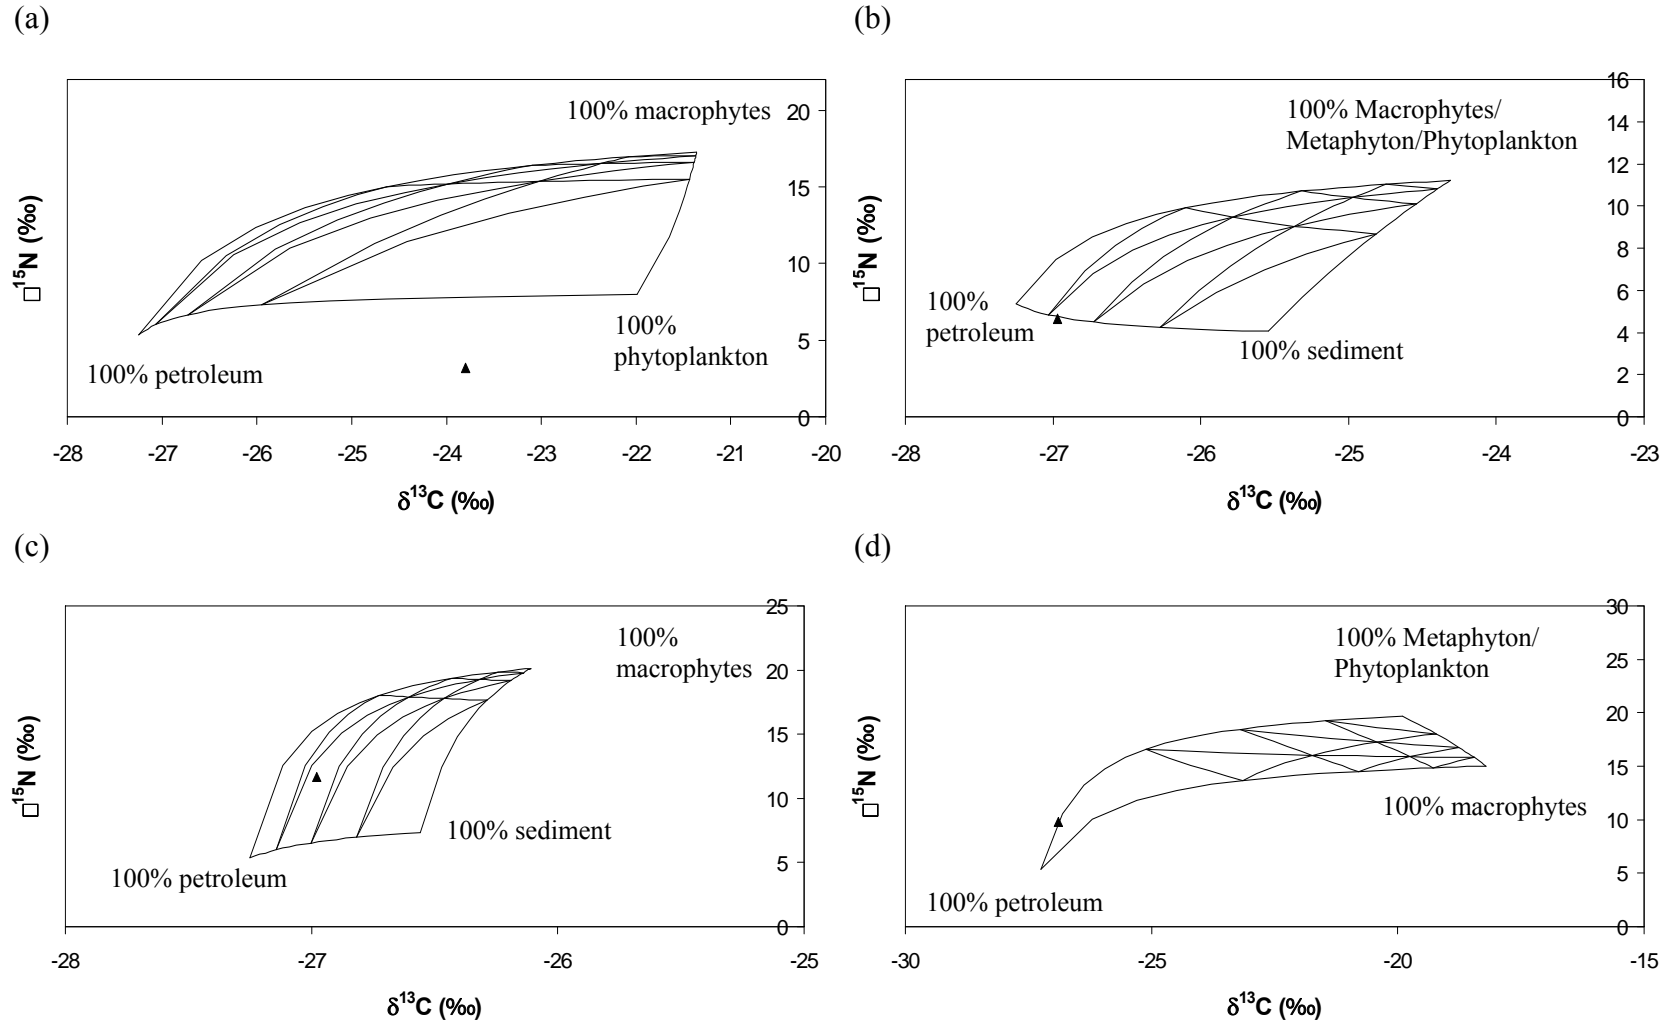 (a)
100% macrophytes
100%
phytoplankton
100% petroleum
20
15
10
5
0
-28 -27 -26 -25 -24 -23 -22 -21 -20
□¹⁵N (‰)
δ¹³C (‰)
(b)
100% Macrophytes/
Metaphyton/Phytoplankton
100%
petroleum
100% sediment
16
14
12
10
8
6
4
2
0
-28 -27 -26 -25 -24 -23
□¹⁵N (‰)
δ¹³C (‰)
(c)
100%
macrophytes
100% sediment
100% petroleum
25
20
15
10
5
0
-28 -27 -26 -25
□¹⁵N (‰)
δ¹³C (‰)
(d)
100% Metaphyton/
Phytoplankton
100% macrophytes
100% petroleum
30
25
20
15
10
5
0
-30 -25 -20 -15
□¹⁵N (‰)
δ¹³C (‰)